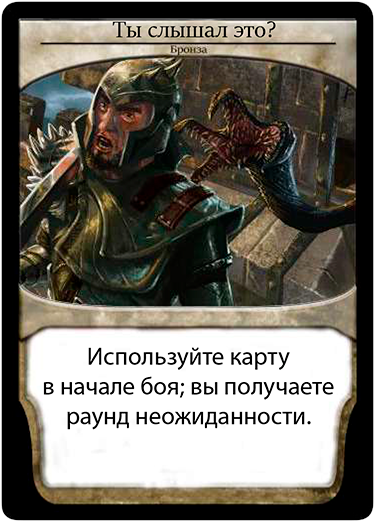 Ты слышал это?
Бронза
Используйте карту
в начале боя; вы получаете
раунд неожиданности.